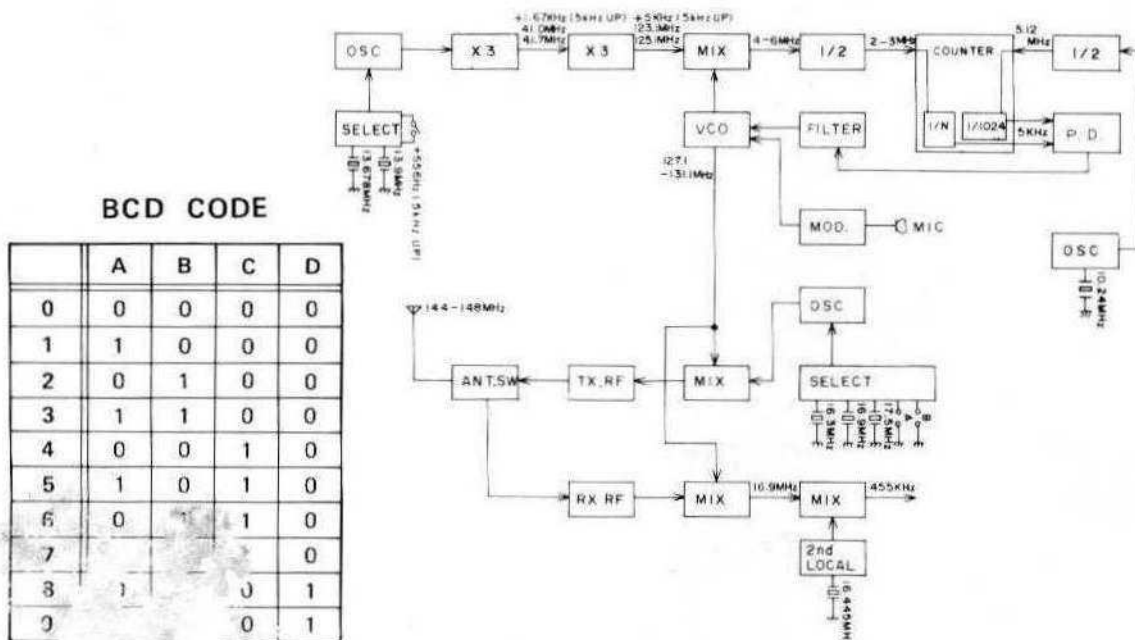 +1.67KHz (5kHz UP)
41.0MHz
41.7MHz
+5KHz (5kHz UP)
123.1MHz
125.1MHz
OSC
X 3
X 3
MIX
4-6MHz
1/2
2-3MHz
COUNTER
5.12
MHz
1/2
1/N
1/1024
5KHz
P. D.
SELECT
13.678MHz
13.9MHz
+555Hz (5kHz UP)
VCO
FILTER
127.1
-131.1MHz
MOD.
MIC
OSC
10.24MHz
BCD CODE
A B C D
0 0 0 0 0
1 1 0 0 0
2 0 1 0 0
3 1 1 0 0
4 0 0 1 0
5 1 0 1 0
6 0 1 0
7 0
8 0 1
9 0 1
144-148MHz
OSC
ANT.SW
TX.RF
MIX
SELECT
16.3MHz
16.9MHz
17.5MHz
A
B
RX RF
MIX
16.9MHz
MIX
455KHz
2nd
LOCAL
16.445MHz